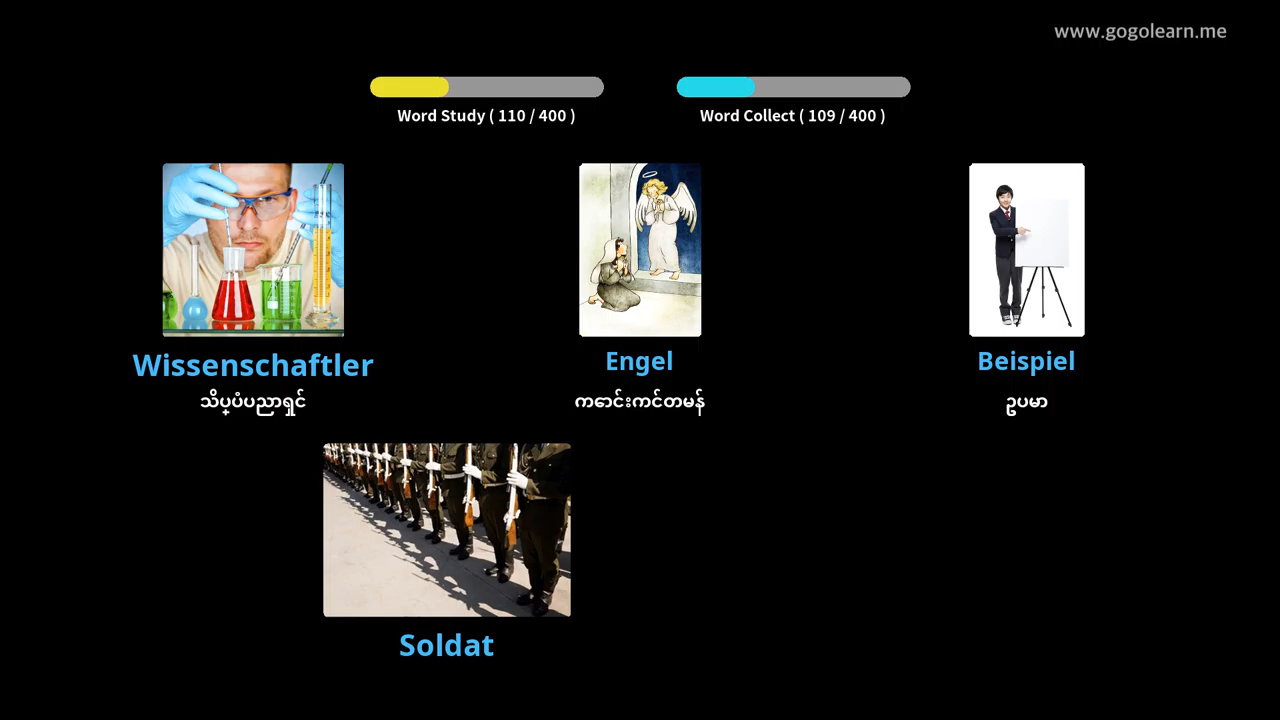 www.gogolearn.me
Word Study ( 110 / 400 )
Word Collect ( 109 / 400 )
Wissenschaftler
Engel
Beispiel
သိပ္ပံပညာရှင်
ကောင်းကင်တမန်
ဥပမာ
Soldat